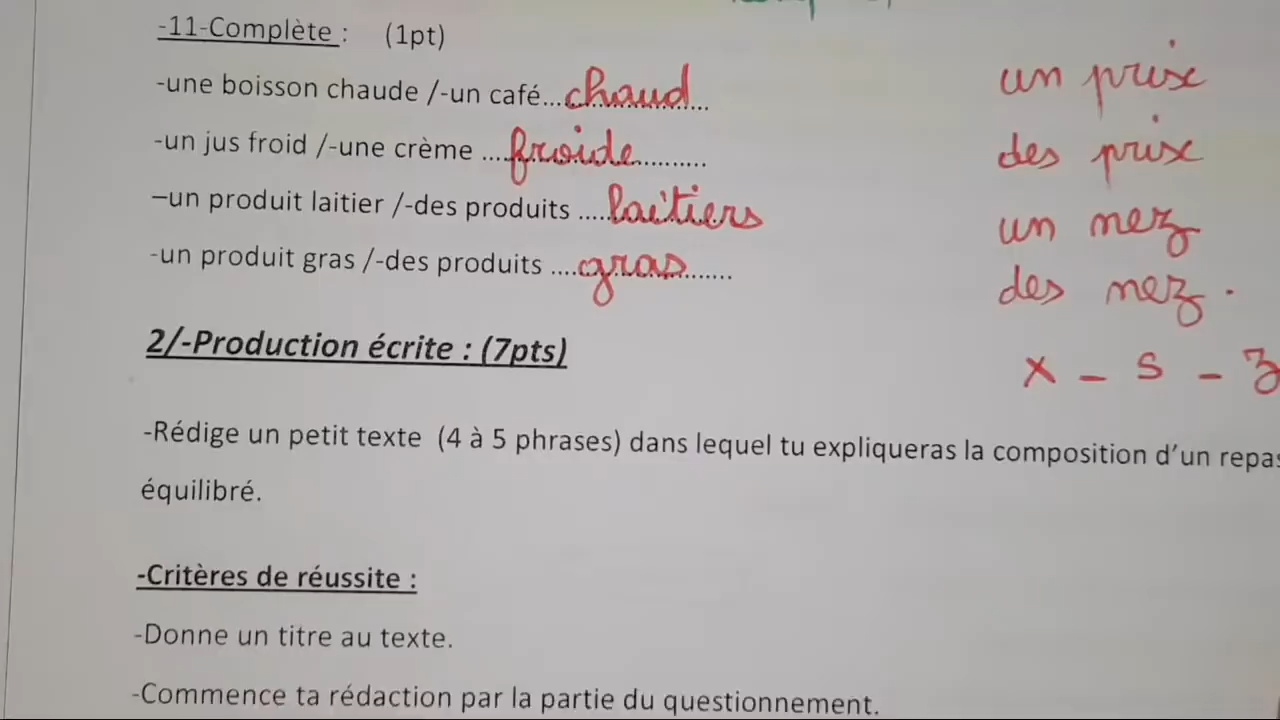 -11-Complète : (1pt)
-une boisson chaude /-un café...chaud...
-un jus froid /-une crème ....froide..........
–un produit laitier /-des produits .....laitiers
-un produit gras /-des produits ....gras.......
un prix
des prix
un nez
des nez.
x - s - z
2/-Production écrite : (7pts)
-Rédige un petit texte (4 à 5 phrases) dans lequel tu expliqueras la composition d'un repas
équilibré.
-Critères de réussite :
-Donne un titre au texte.
-Commence ta rédaction par la partie du questionnement.